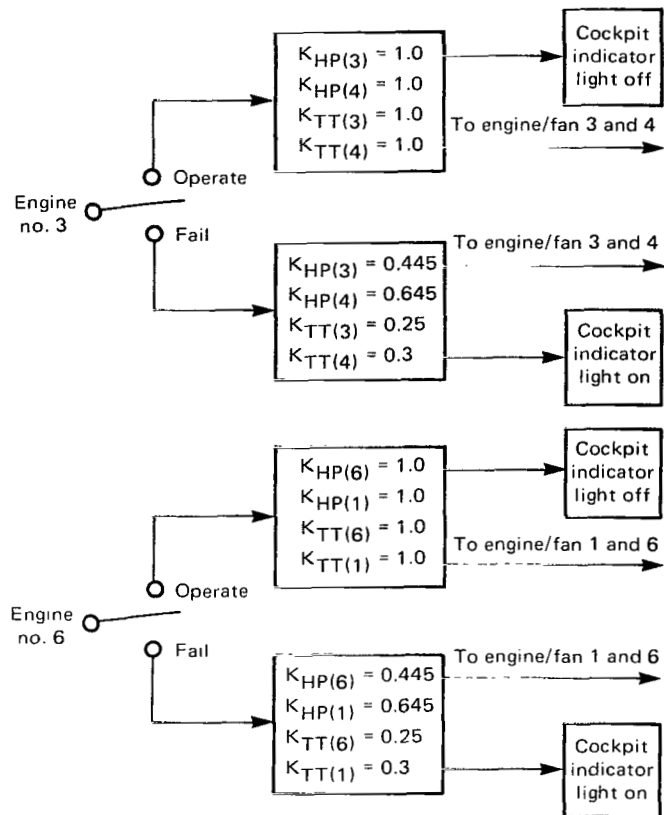 K_HP(3) = 1.0
K_HP(4) = 1.0
K_TT(3) = 1.0
K_TT(4) = 1.0
Cockpit
indicator
light off
To engine/fan 3 and 4
Operate
Engine
no. 3
Fail
To engine/fan 3 and 4
K_HP(3) = 0.445
K_HP(4) = 0.645
K_TT(3) = 0.25
K_TT(4) = 0.3
Cockpit
indicator
light on
K_HP(6) = 1.0
K_HP(1) = 1.0
K_TT(6) = 1.0
K_TT(1) = 1.0
Cockpit
indicator
light off
To engine/fan 1 and 6
Operate
Engine
no. 6
Fail
To engine/fan 1 and 6
K_HP(6) = 0.445
K_HP(1) = 0.645
K_TT(6) = 0.25
K_TT(1) = 0.3
Cockpit
indicator
light on